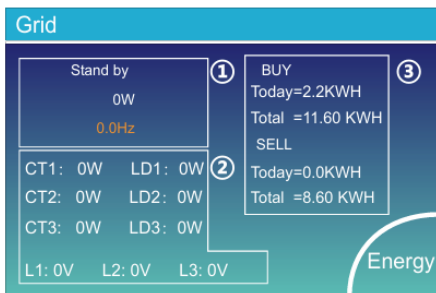 Grid
Stand by
0W
0.0Hz
①
CT1: 0W LD1: 0W
CT2: 0W LD2: 0W
CT3: 0W LD3: 0W
L1: 0V L2: 0V L3: 0V
②
BUY
Today=2.2KWH
Total =11.60 KWH
SELL
Today=0.0KWH
Total =8.60 KWH
③
Energy